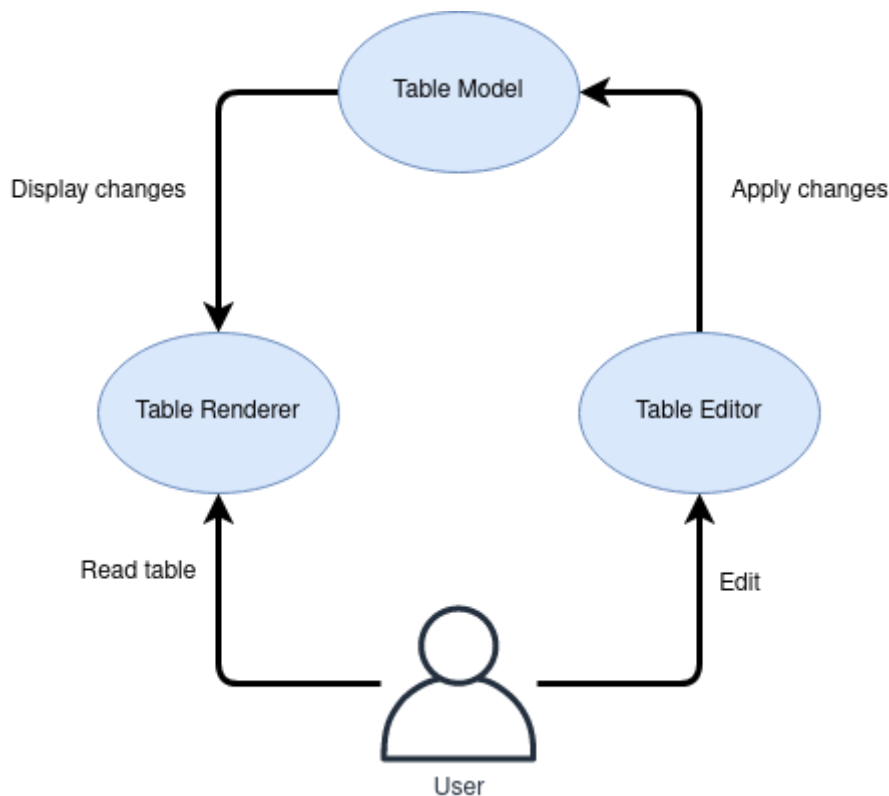 Table Model
Display changes
Apply changes
Table Renderer
Table Editor
Read table
Edit
User